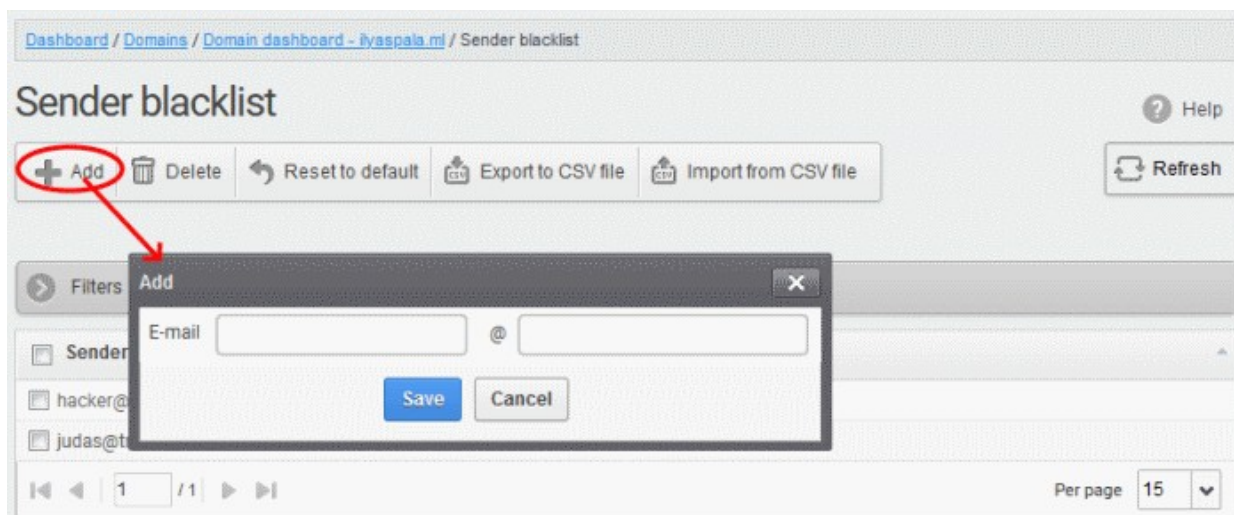 Dashboard / Domains / Domain dashboard - ilyaspala.ml / Sender blacklist
Sender blacklist
Help
Add Delete Reset to default Export to CSV file Import from CSV file
Refresh
Filters
Add
E-mail @
Sender
Save Cancel
hacker@
judas@t
1 / 1
Per page 15